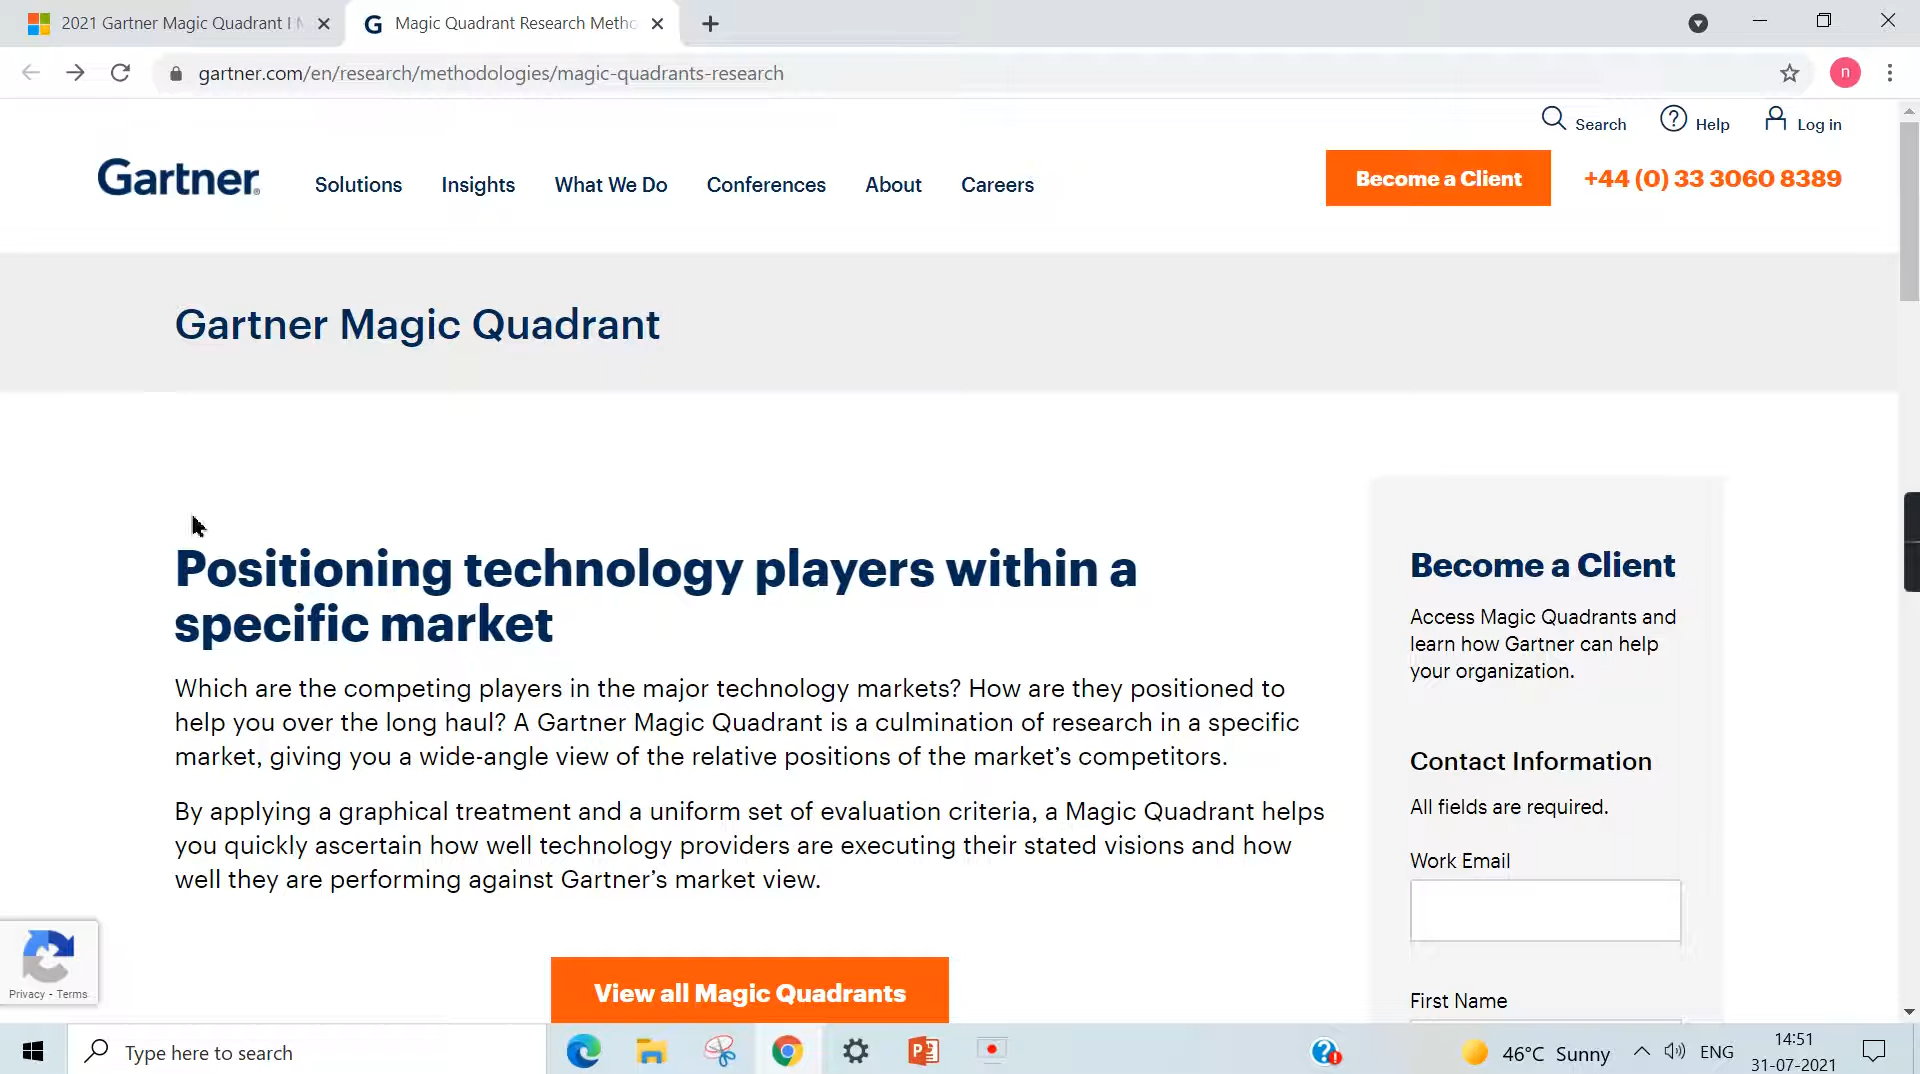 2021 Gartner Magic Quadrant
Magic Quadrant Research Metho
gartner.com/en/research/methodologies/magic-quadrants-research
n
Search
Help
Log in
Gartner.
Solutions
Insights
What We Do
Conferences
About
Careers
Become a Client
+44 (0) 33 3060 8389
Gartner Magic Quadrant
Positioning technology players within a
specific market
Which are the competing players in the major technology markets? How are they positioned to
help you over the long haul? A Gartner Magic Quadrant is a culmination of research in a specific
market, giving you a wide-angle view of the relative positions of the market’s competitors.
By applying a graphical treatment and a uniform set of evaluation criteria, a Magic Quadrant helps
you quickly ascertain how well technology providers are executing their stated visions and how
well they are performing against Gartner’s market view.
View all Magic Quadrants
Become a Client
Access Magic Quadrants and
learn how Gartner can help
your organization.
Contact Information
All fields are required.
Work Email
First Name
Privacy - Terms
Type here to search
46°C Sunny
ENG
14:51
31-07-2021